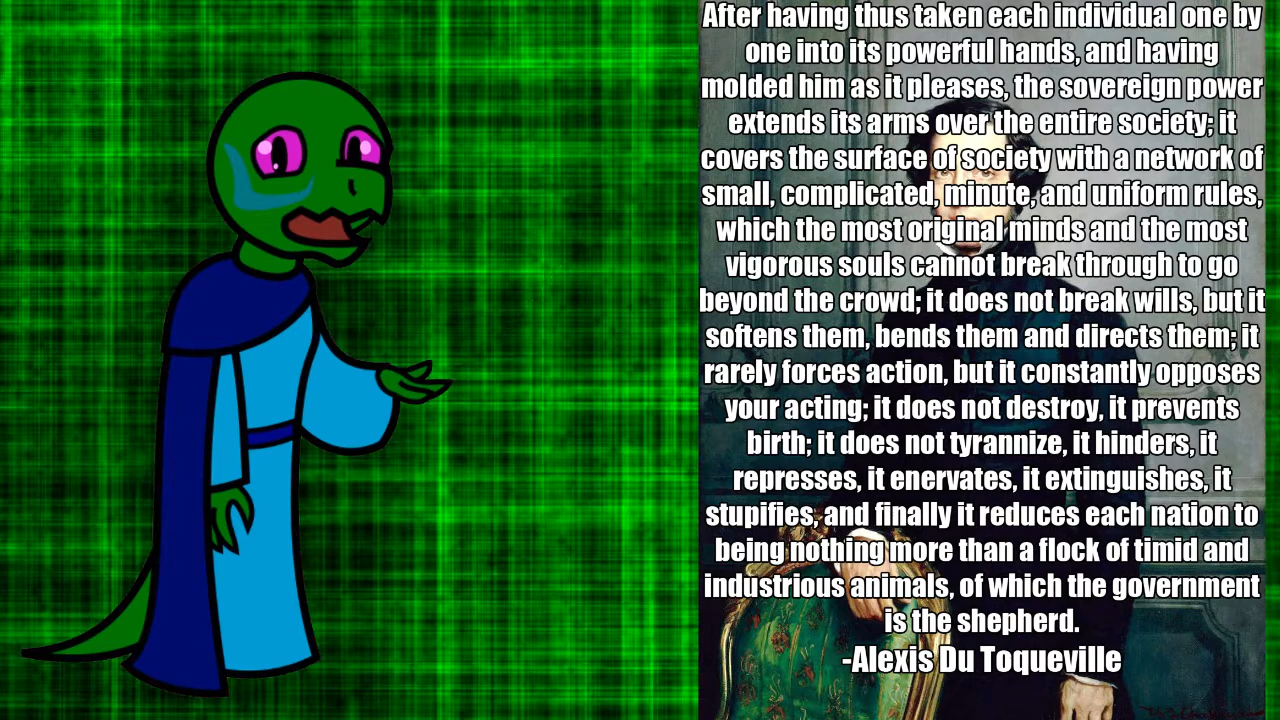 After having thus taken each individual one by
one into its powerful hands, and having
molded him as it pleases, the sovereign power
extends its arms over the entire society; it
covers the surface of society with a network of
small, complicated, minute, and uniform rules,
which the most original minds and the most
vigorous souls cannot break through to go
beyond the crowd; it does not break wills, but it
softens them, bends them and directs them; it
rarely forces action, but it constantly opposes
your acting; it does not destroy, it prevents
birth; it does not tyrannize, it hinders, it
represses, it enervates, it extinguishes, it
stupifies, and finally it reduces each nation to
being nothing more than a flock of timid and
industrious animals, of which the government
is the shepherd.
-Alexis Du Toqueville